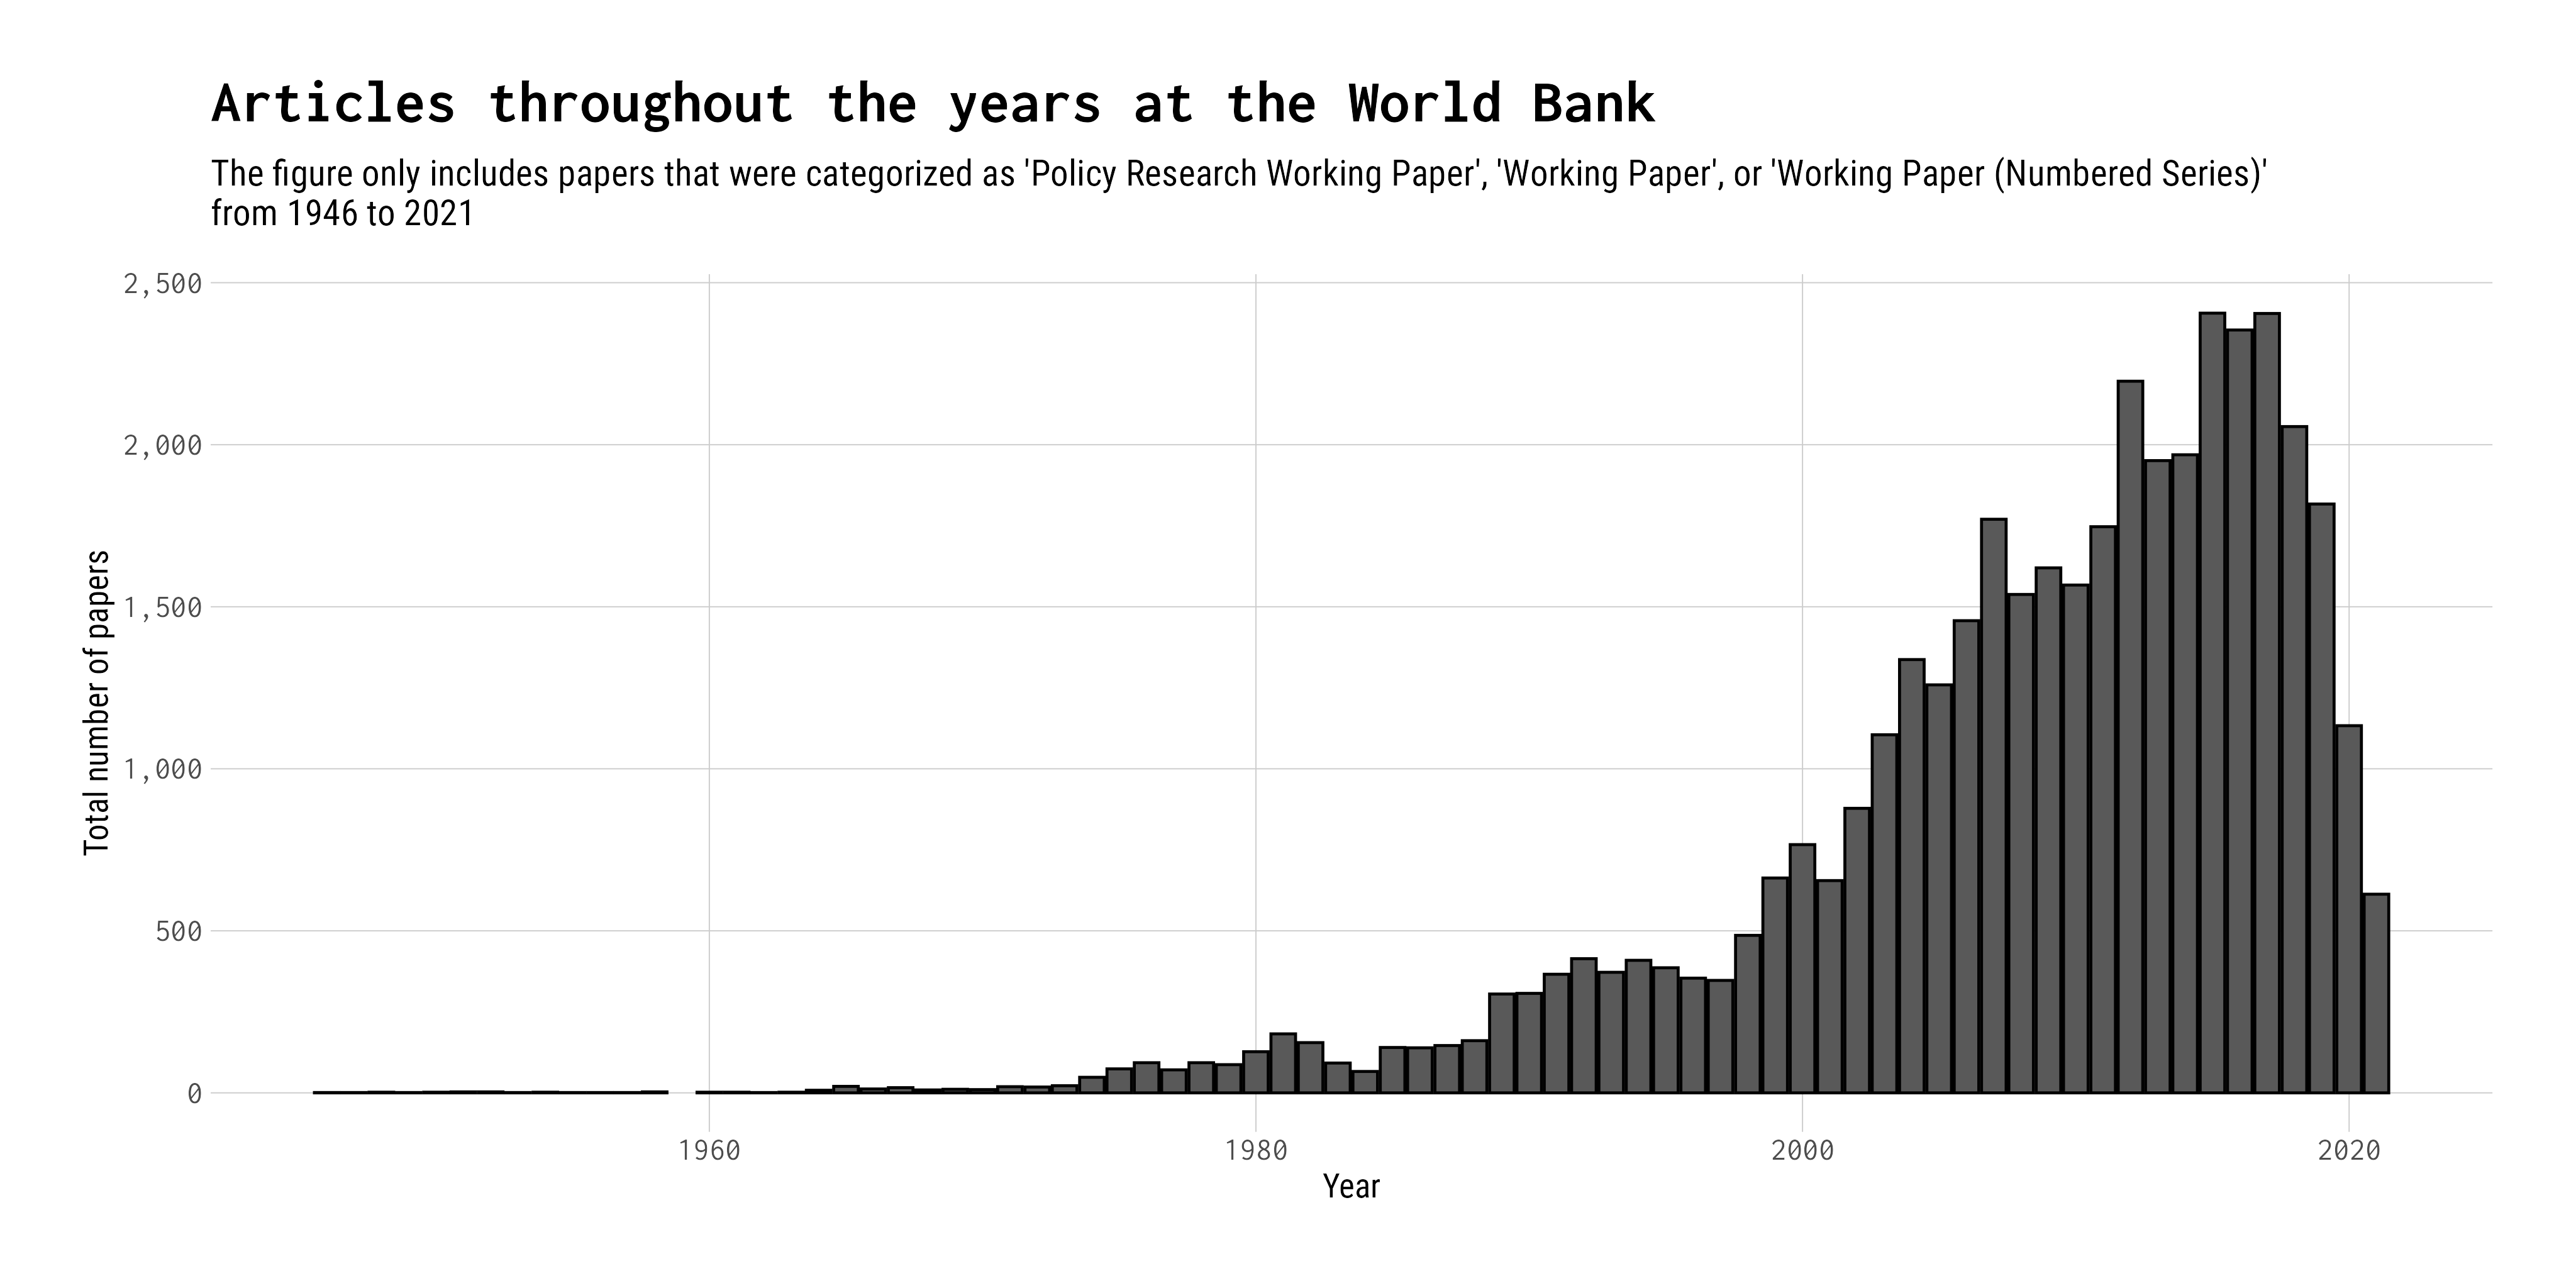 Articles throughout the years at the World Bank
The figure only includes papers that were categorized as 'Policy Research Working Paper', 'Working Paper', or 'Working Paper (Numbered Series)'
from 1946 to 2021
2,500
2,000
1,500
1,000
500
0
Total number of papers
1960
1980
2000
2020
Year